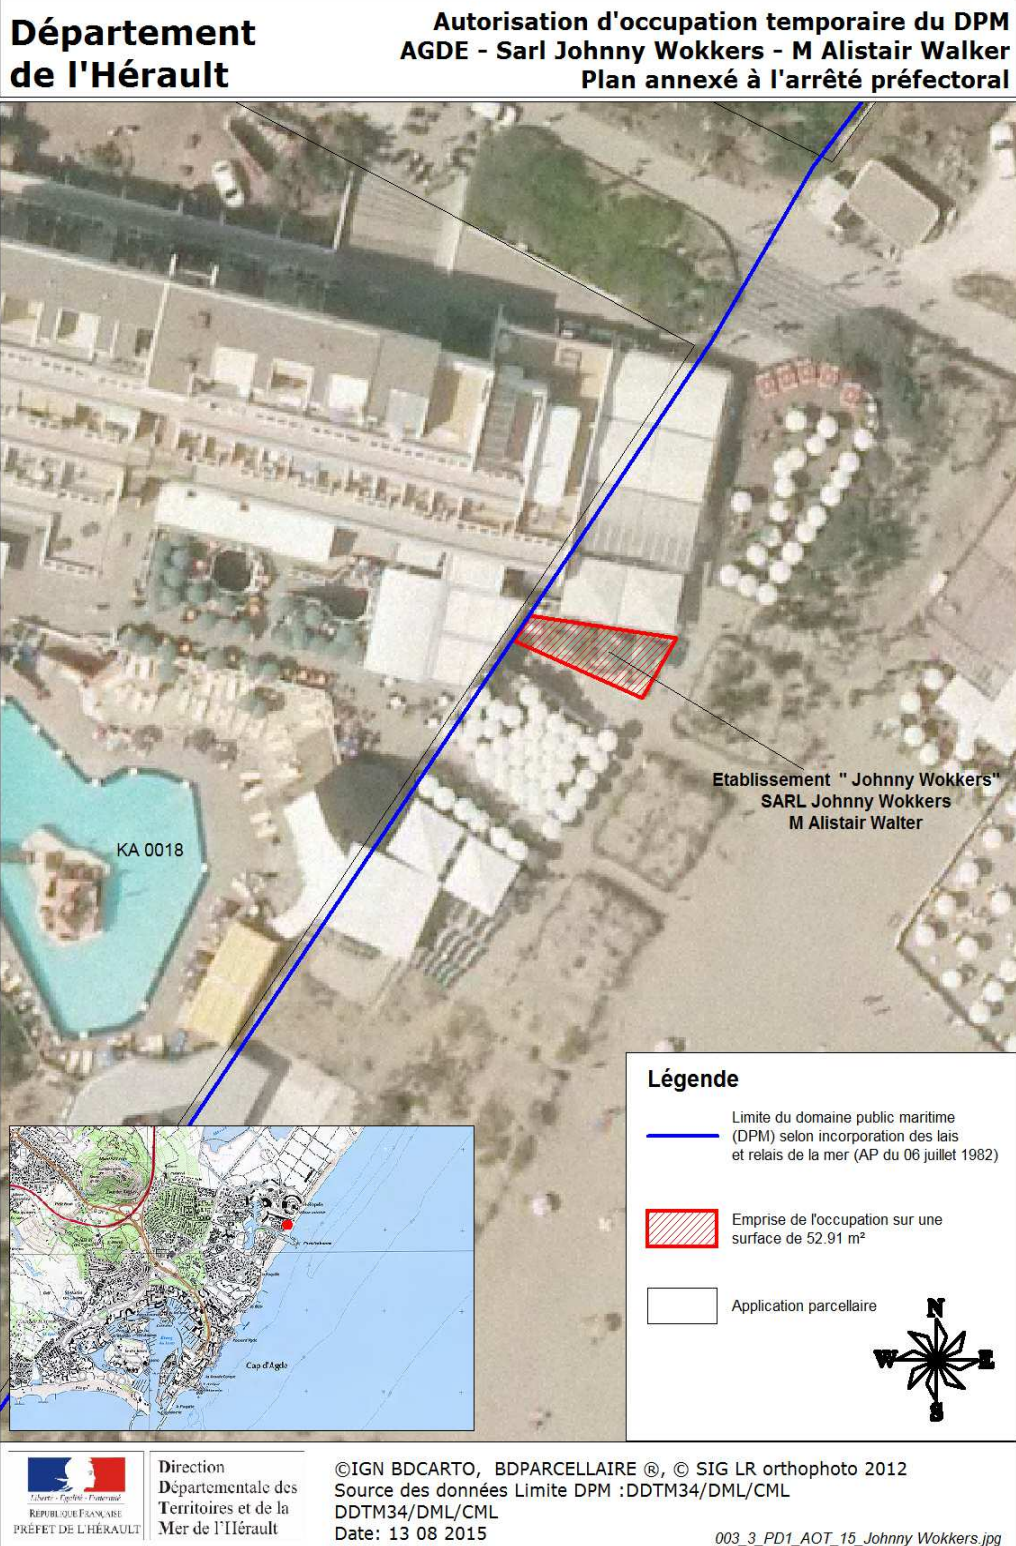 Département
de l'Hérault
Autorisation d'occupation temporaire du DPM
AGDE - Sarl Johnny Wokkers - M Alistair Walker
Plan annexé à l'arrêté préfectoral
Etablissement " Johnny Wokkers"
SARL Johnny Wokkers
M Alistair Walter
KA 0018
Légende
Limite du domaine public maritime
(DPM) selon incorporation des lais
et relais de la mer (AP du 06 juillet 1982)
Emprise de l'occupation sur une
surface de 52.91 m²
Application parcellaire
N
W E
S
Cap d'Agde
Liberté • Égalité • Fraternité
RÉPUBLIQUE FRANÇAISE
PRÉFET DE L'HÉRAULT
Direction
Départementale des
Territoires et de la
Mer de l'Hérault
©IGN BDCARTO, BDPARCELLAIRE ®, © SIG LR orthophoto 2012
Source des données Limite DPM :DDTM34/DML/CML
DDTM34/DML/CML
Date: 13 08 2015
003_3_PD1_AOT_15_Johnny Wokkers.jpg